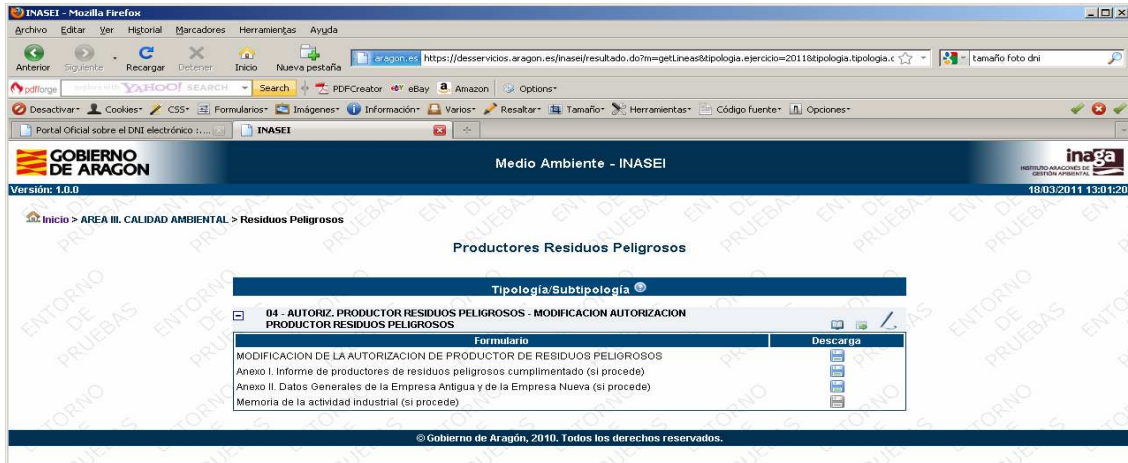 INASEI - Mozilla Firefox
Archivo Editar Ver Historial Marcadores Herramientas Ayuda
Anterior Siguiente Recargar Detener Inicio Nueva pestaña aragon.es https://desservicios.aragon.es/inasei/resultado.do?m=getLineas&tipologia.ejercicio=2011&tipologia.tipologia.c tamaño foto dni
pdfforge YAHOO! SEARCH Search PDFCreator eBay Amazon Options
Desactivar Cookies CSS Formularios Imágenes Información Varios Resaltar Tamaño Herramientas Código fuente Opciones
Portal Oficial sobre el DNI electrónico :.... INASEI
GOBIERNO DE ARAGON
Medio Ambiente - INASEI
inaga
INSTITUTO ARAGONES DE GESTIÓN AMBIENTAL
Versión: 1.0.0 18/03/2011 13:01:20
Inicio > AREA III. CALIDAD AMBIENTAL > Residuos Peligrosos
Productores Residuos Peligrosos
Tipología/Subtipología
04 - AUTORIZ. PRODUCTOR RESIDUOS PELIGROSOS - MODIFICACION AUTORIZACION
PRODUCTOR RESIDUOS PELIGROSOS
Formulario Descarga
MODIFICACION DE LA AUTORIZACION DE PRODUCTOR DE RESIDUOS PELIGROSOS
Anexo I. Informe de productores de residuos peligrosos cumplimentado (si procede)
Anexo II. Datos Generales de la Empresa Antigua y de la Empresa Nueva (si procede)
Memoria de la actividad industrial (si procede)
© Gobierno de Aragón, 2010. Todos los derechos reservados.
ENTORNO DE PRUEBAS